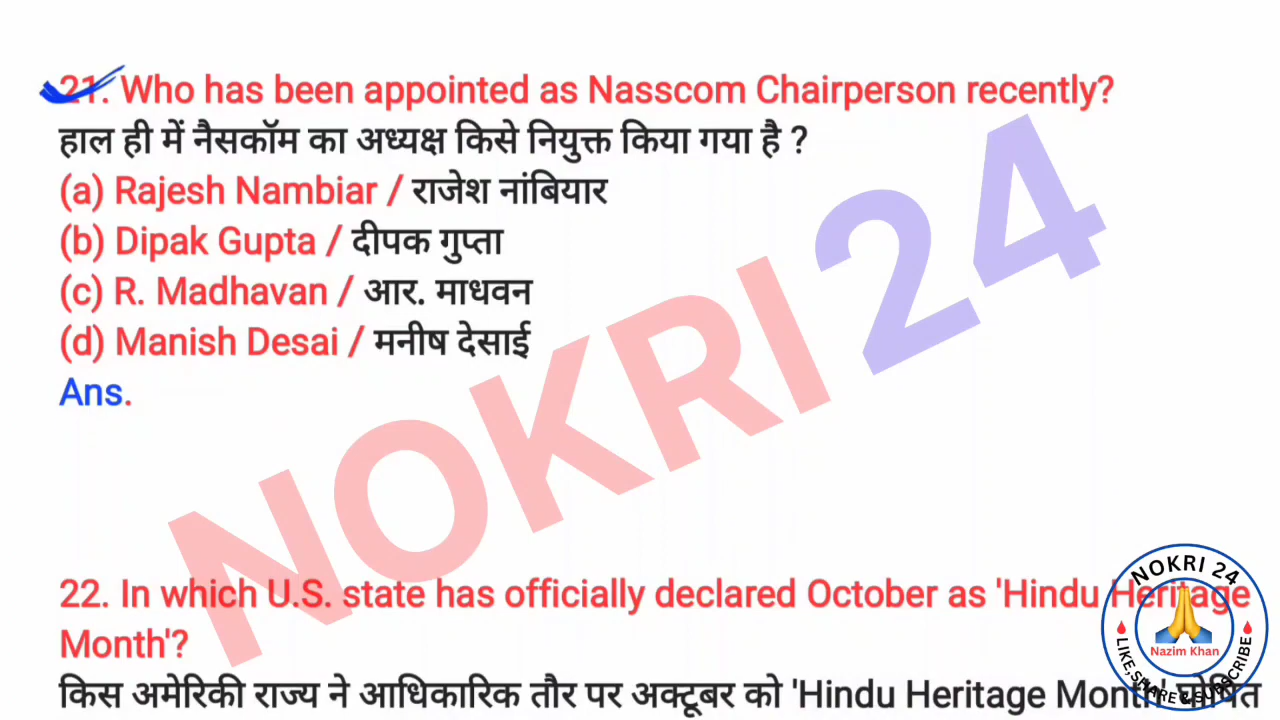 21. Who has been appointed as Nasscom Chairperson recently?
हाल ही में नैसकॉम का अध्यक्ष किसे नियुक्त किया गया है ?
(a) Rajesh Nambiar / राजेश नांबियार
(b) Dipak Gupta / दीपक गुप्ता
(c) R. Madhavan / आर. माधवन
(d) Manish Desai / मनीष देसाई
Ans.
NOKRI 24
22. In which U.S. state has officially declared October as 'Hindu Heritage
Month'?
किस अमेरिकी राज्य ने आधिकारिक तौर पर अक्टूबर को 'Hindu Heritage Month' घोषित
NOKRI 24
Nazim Khan
LIKE,SHARE & SUBSCRIBE